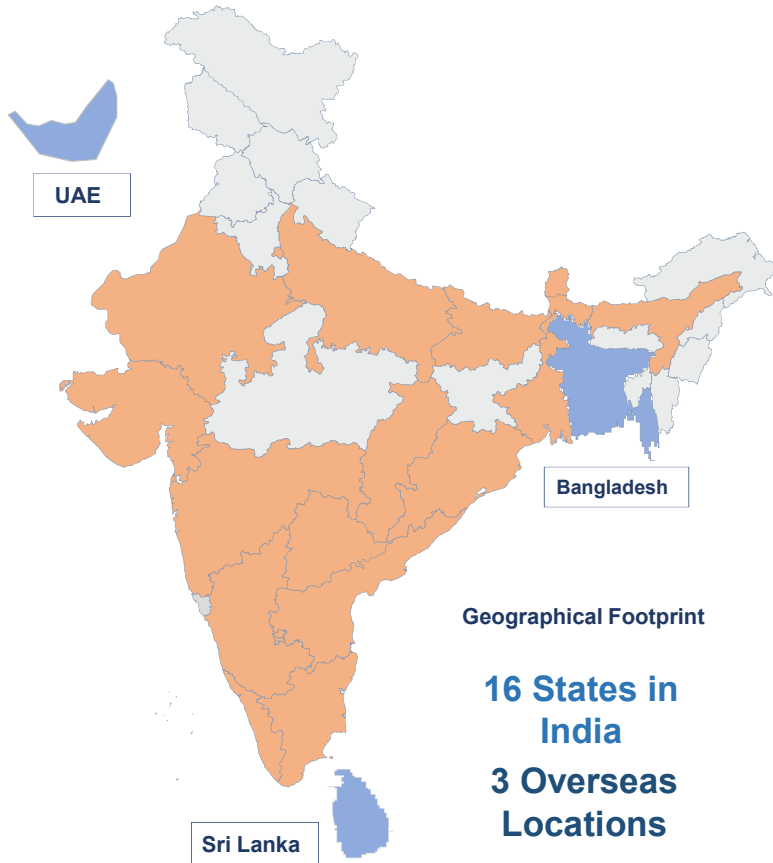 UAE
Bangladesh
Geographical Footprint
16 States in
India
3 Overseas
Locations
Sri Lanka